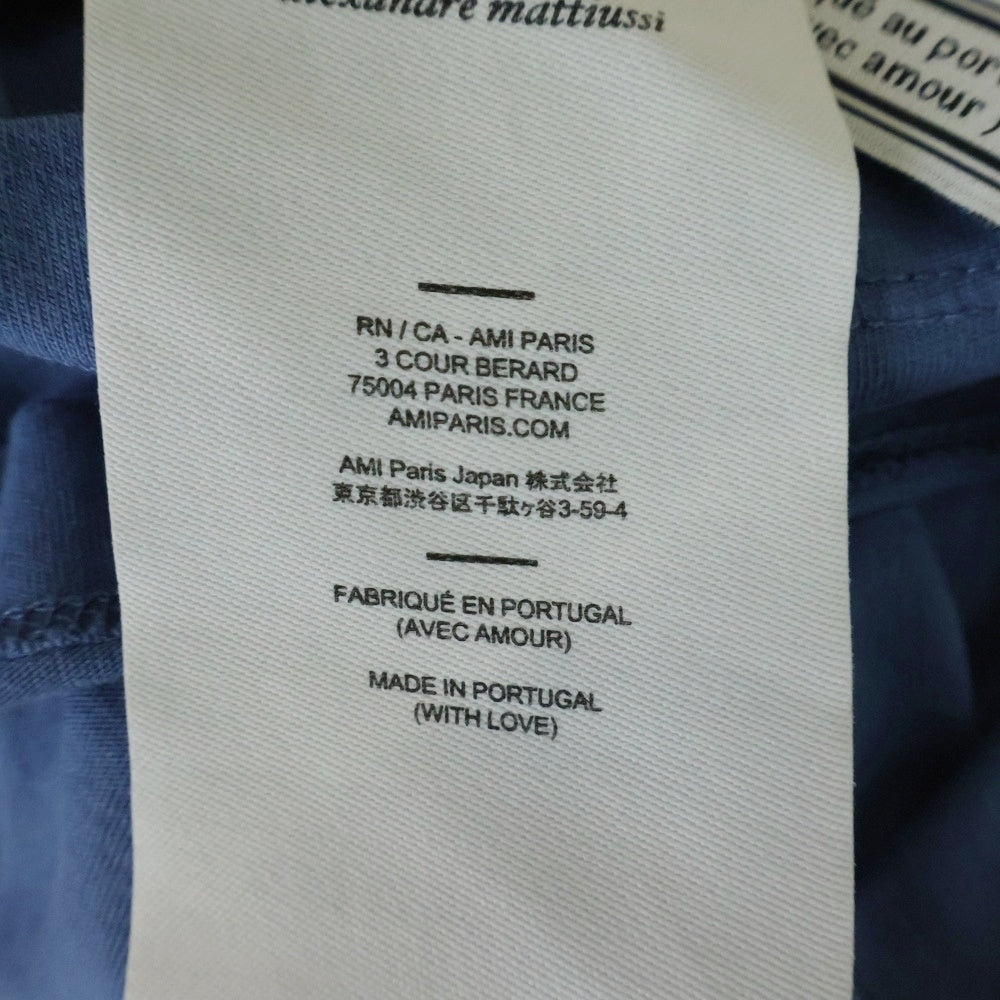 alexandre mattiussi
RN / CA - AMI PARIS
3 COUR BERARD
75004 PARIS FRANCE
AMIPARIS.COM
AMI Paris Japan 株式会社
東京都渋谷区千駄ヶ谷3-59-4
FABRIQUÉ EN PORTUGAL
(AVEC AMOUR)
MADE IN PORTUGAL
(WITH LOVE)
au
amour )